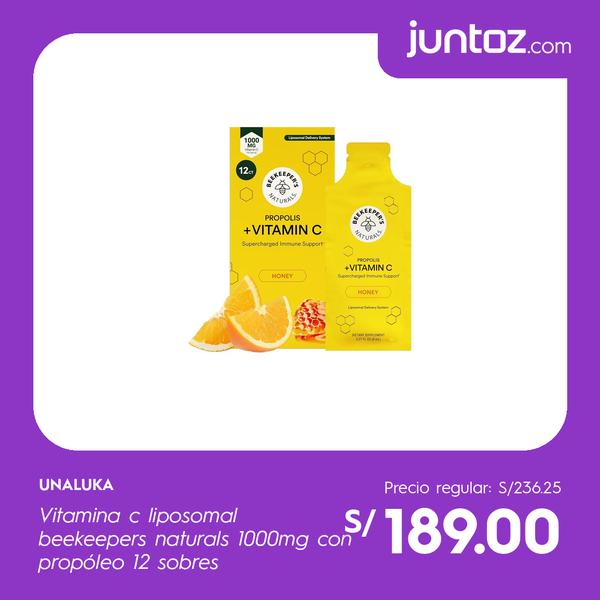 juntoz.com
1000
MG
Liposomal Delivery System
12CT
BEEKEEPER'S
NATURALS.
PROPOLIS
+VITAMIN C
Supercharged Immune Support*
HONEY
BEEKEEPER'S
NATURALS.
PROPOLIS
+VITAMIN C
Supercharged Immune Support*
HONEY
Liposomal Delivery System
DIETARY SUPPLEMENT
UNALUKA
Precio regular: S/236.25
Vitamina c liposomal
beekeepers naturals 1000mg con
propóleo 12 sobres
S/ 189.00